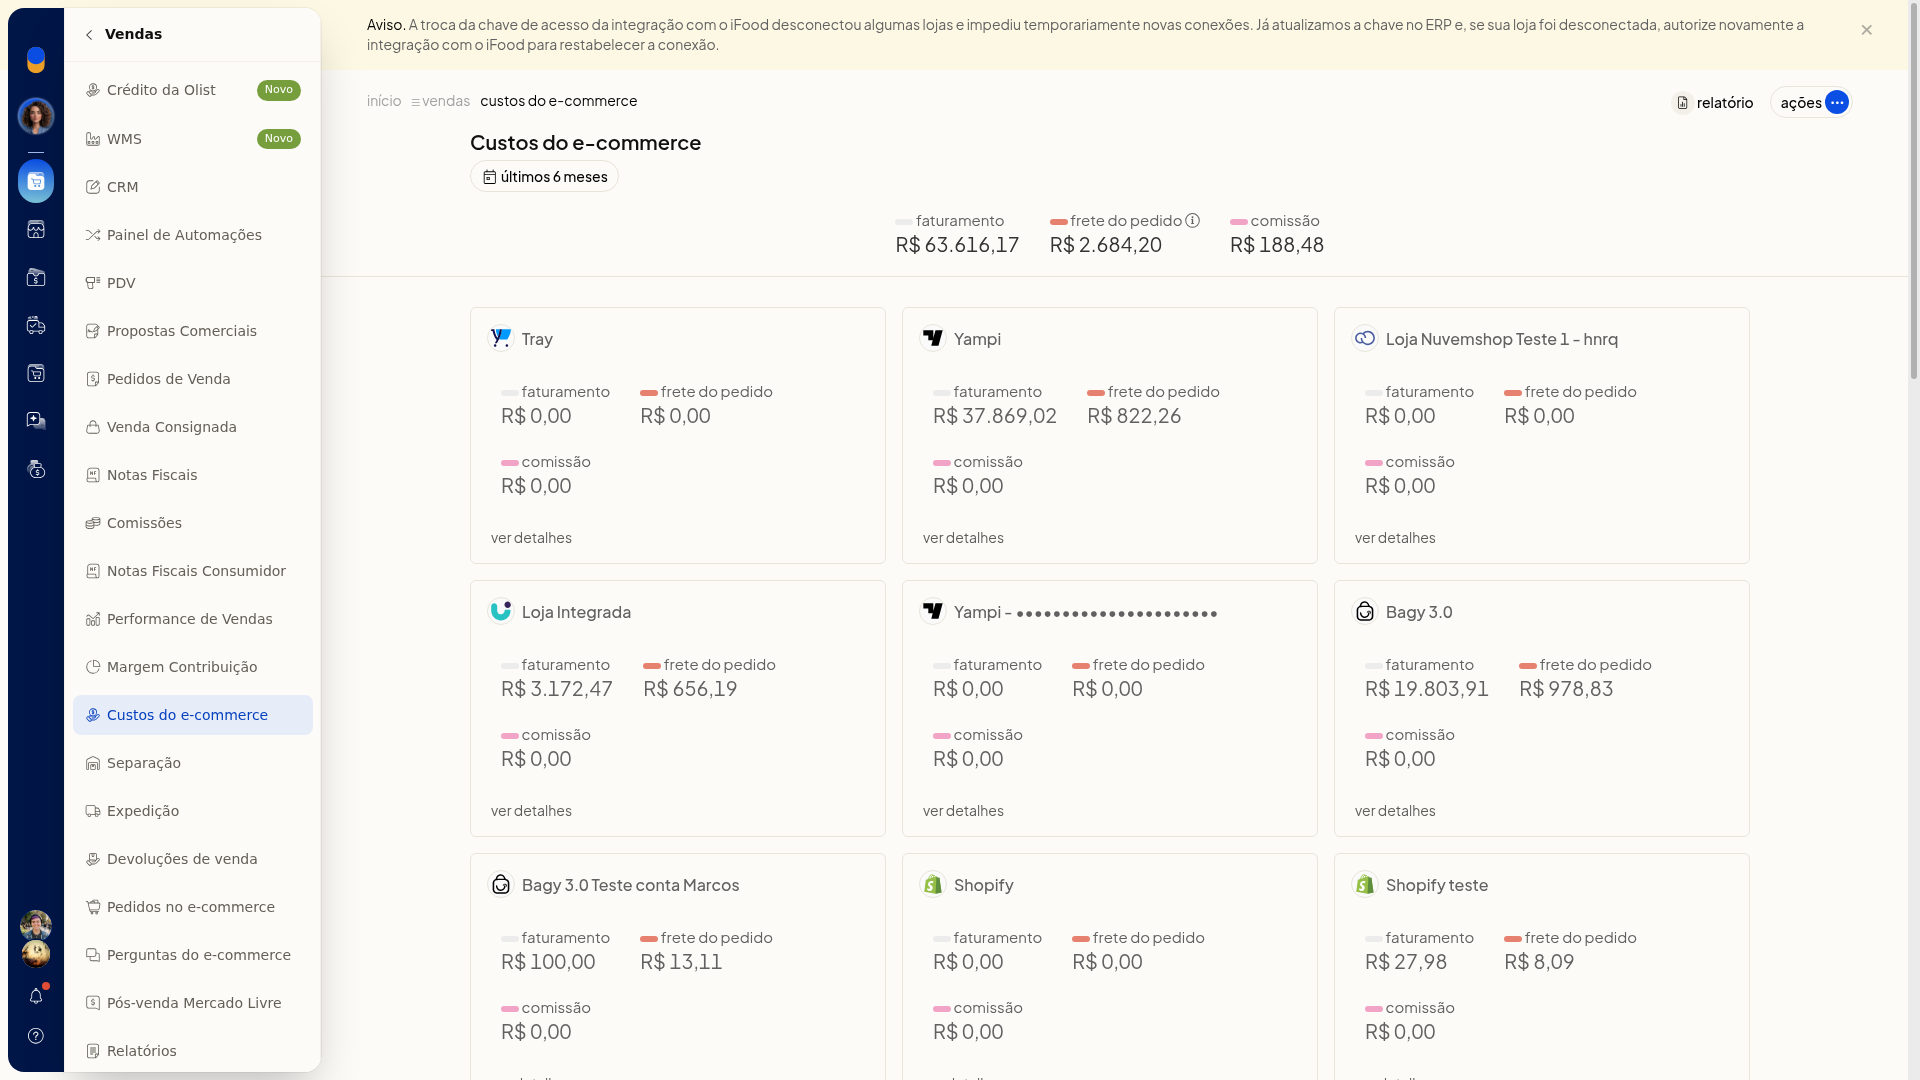 Vendas
Crédito da Olist Novo
WMS Novo
CRM
Painel de Automações
PDV
Propostas Comerciais
Pedidos de Venda
Venda Consignada
Notas Fiscais
Comissões
Notas Fiscais Consumidor
Performance de Vendas
Margem Contribuição
Custos do e-commerce
Separação
Expedição
Devoluções de venda
Pedidos no e-commerce
Perguntas do e-commerce
Pós-venda Mercado Livre
Relatórios
Aviso. A troca da chave de acesso da integração com o iFood desconectou algumas lojas e impediu temporariamente novas conexões. Já atualizamos a chave no ERP e, se sua loja foi desconectada, autorize novamente a
integração com o iFood para restabelecer a conexão.
início vendas custos do e-commerce
relatório ações
Custos do e-commerce
últimos 6 meses
faturamento frete do pedido comissão
R$ 63.616,17 R$ 2.684,20 R$ 188,48
Tray
faturamento frete do pedido
R$ 0,00 R$ 0,00
comissão
R$ 0,00
ver detalhes
Yampi
faturamento frete do pedido
R$ 37.869,02 R$ 822,26
comissão
R$ 0,00
ver detalhes
Loja Nuvemshop Teste 1 - hnrq
faturamento frete do pedido
R$ 0,00 R$ 0,00
comissão
R$ 0,00
ver detalhes
Loja Integrada
faturamento frete do pedido
R$ 3.172,47 R$ 656,19
comissão
R$ 0,00
ver detalhes
Yampi - ••••••••••••••••••••••
faturamento frete do pedido
R$ 0,00 R$ 0,00
comissão
R$ 0,00
ver detalhes
Bagy 3.0
faturamento frete do pedido
R$ 19.803,91 R$ 978,83
comissão
R$ 0,00
ver detalhes
Bagy 3.0 Teste conta Marcos
faturamento frete do pedido
R$ 100,00 R$ 13,11
comissão
R$ 0,00
Shopify
faturamento frete do pedido
R$ 0,00 R$ 0,00
comissão
R$ 0,00
Shopify teste
faturamento frete do pedido
R$ 27,98 R$ 8,09
comissão
R$ 0,00